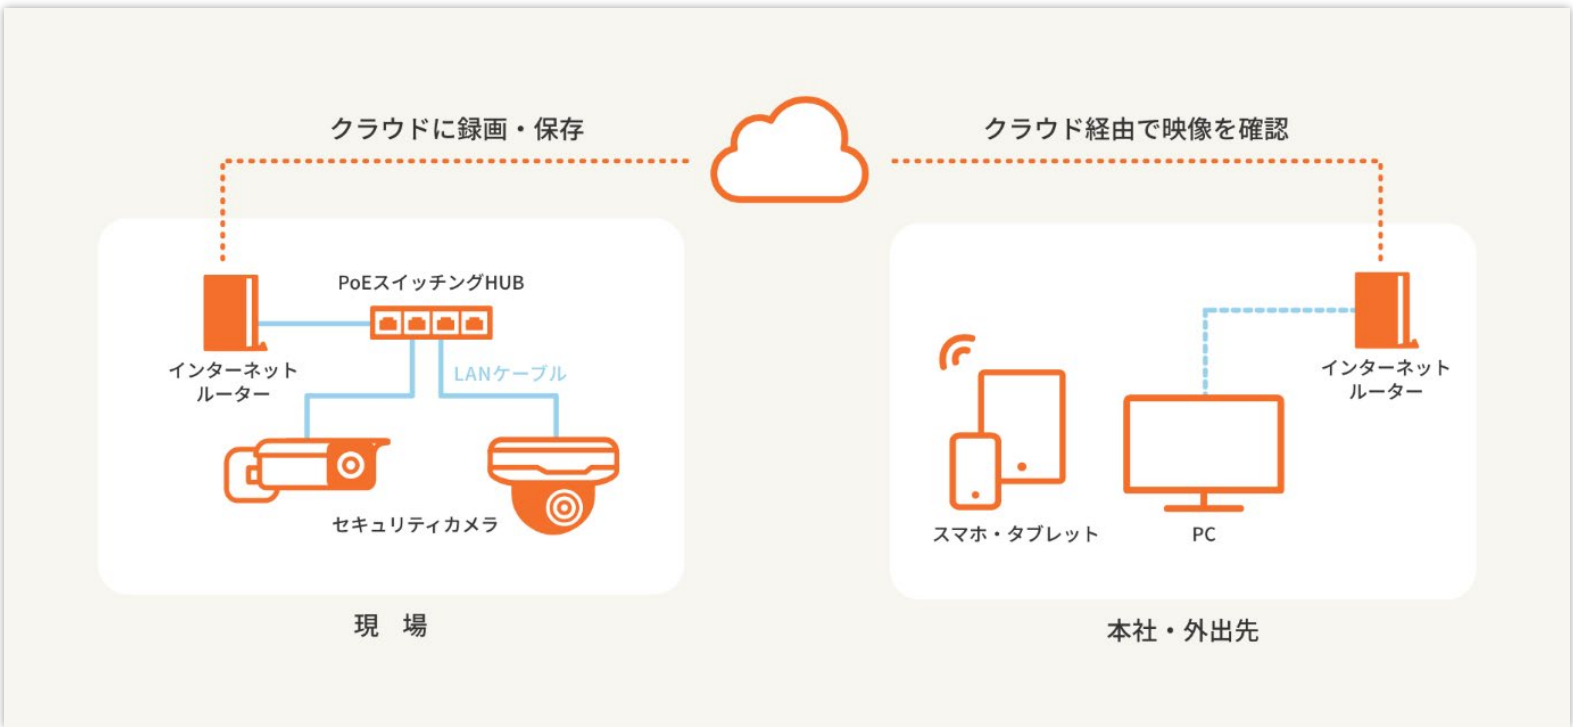 クラウドに録画・保存
クラウド経由で映像を確認
PoEスイッチングHUB
インターネット
ルーター
LANケーブル
セキュリティカメラ
現 場
インターネット
ルーター
スマホ・タブレット
PC
本社・外出先